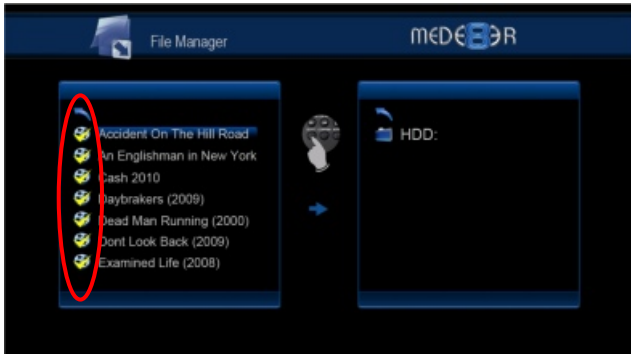 File Manager
MEDE8ER
Accident On The Hill Road
An Englishman in New York
Cash 2010
Daybrakers (2009)
Dead Man Running (2000)
Dont Look Back (2009)
Examined Life (2008)
HDD: